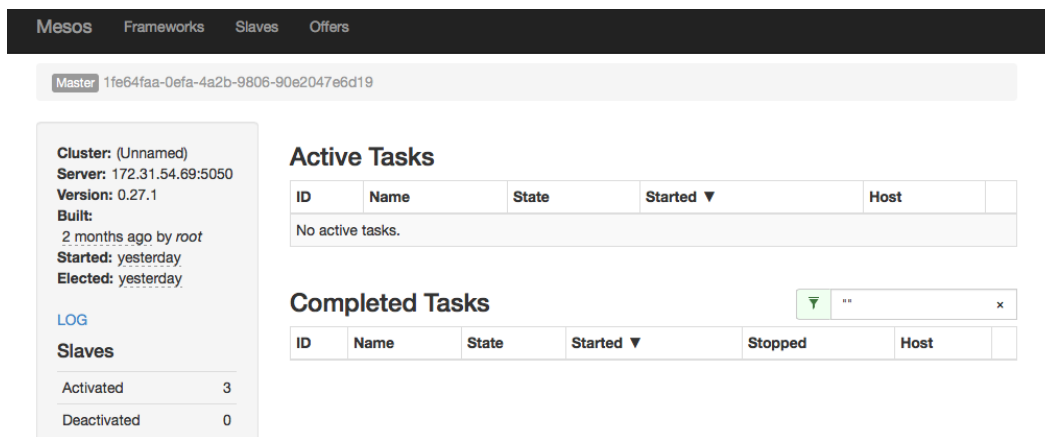 Mesos Frameworks Slaves Offers
Master 1fe64faa-0efa-4a2b-9806-90e2047e6d19
Cluster: (Unnamed)
Server: 172.31.54.69:5050
Version: 0.27.1
Built:
2 months ago by root
Started: yesterday
Elected: yesterday
LOG
Slaves
Activated 3
Deactivated 0
Active Tasks
ID Name State Started ▼ Host
No active tasks.
Completed Tasks
"" ×
ID Name State Started ▼ Stopped Host